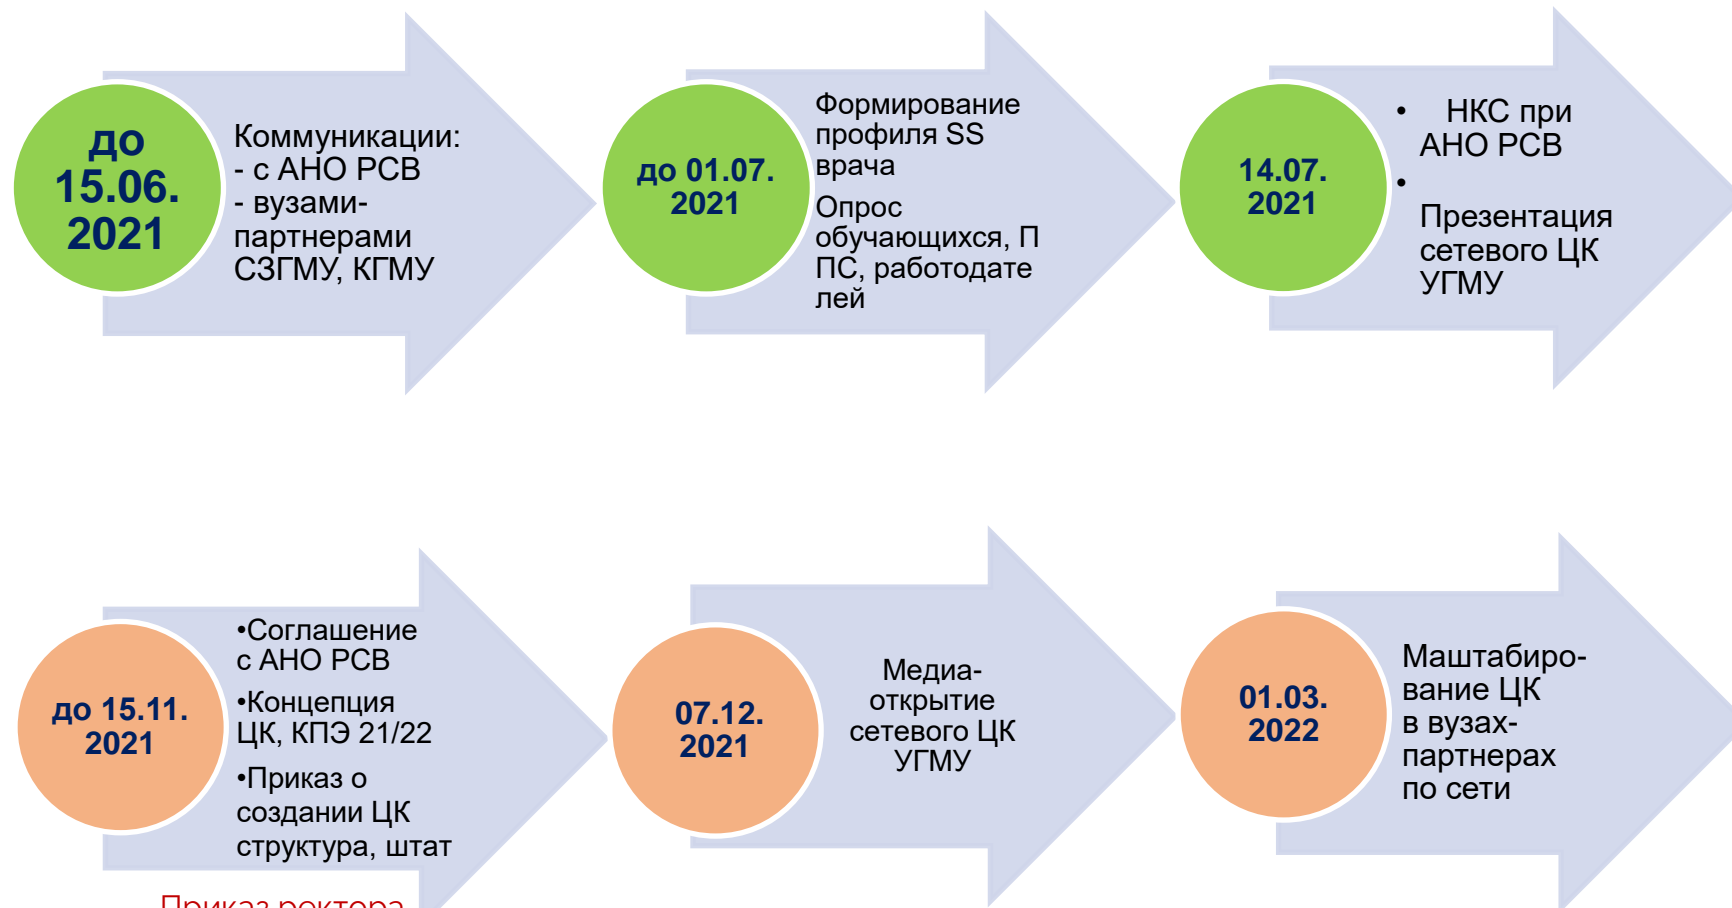 до
15.06.
2021
Коммуникации:
- с АНО РСВ
- вузами-
партнерами
СЗГМУ, КГМУ
до 01.07.
2021
Формирование
профиля SS
врача
Опрос
обучающихся, П
ПС, работодате
лей
14.07.
2021
• НКС при
АНО РСВ
•
Презентация
сетевого ЦК
УГМУ
до 15.11.
2021
•Соглашение
с АНО РСВ
•Концепция
ЦК, КПЭ 21/22
•Приказ о
создании ЦК
структура, штат
Приказ ректора
07.12.
2021
Медиа-
открытие
сетевого ЦК
УГМУ
01.03.
2022
Маштабиро-
вание ЦК
в вузах-
партнерах
по сети